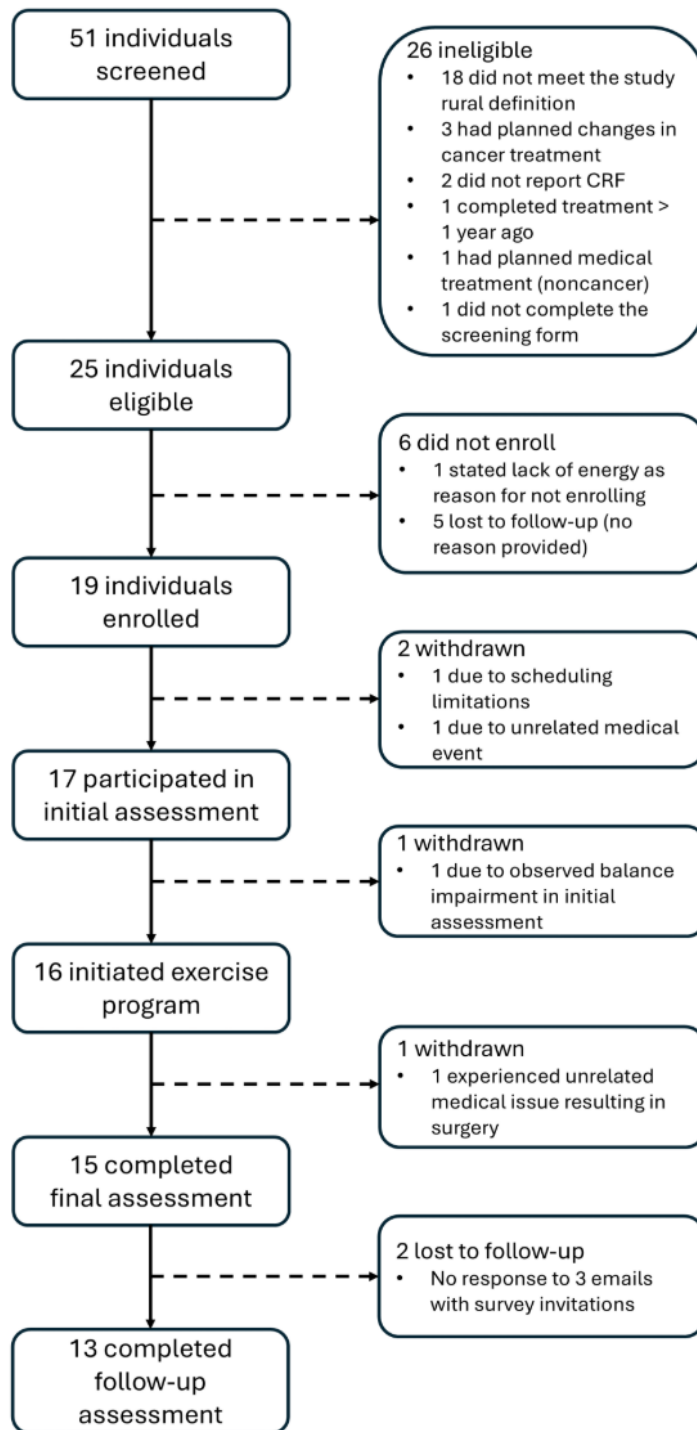 51 individuals
screened
26 ineligible
• 18 did not meet the study
rural definition
• 3 had planned changes in
cancer treatment
• 2 did not report CRF
• 1 completed treatment >
1 year ago
• 1 had planned medical
treatment (noncancer)
• 1 did not complete the
screening form
25 individuals
eligible
6 did not enroll
• 1 stated lack of energy as
reason for not enrolling
• 5 lost to follow-up (no
reason provided)
19 individuals
enrolled
2 withdrawn
• 1 due to scheduling
limitations
• 1 due to unrelated medical
event
17 participated in
initial assessment
1 withdrawn
• 1 due to observed balance
impairment in initial
assessment
16 initiated exercise
program
1 withdrawn
• 1 experienced unrelated
medical issue resulting in
surgery
15 completed
final assessment
2 lost to follow-up
• No response to 3 emails
with survey invitations
13 completed
follow-up
assessment